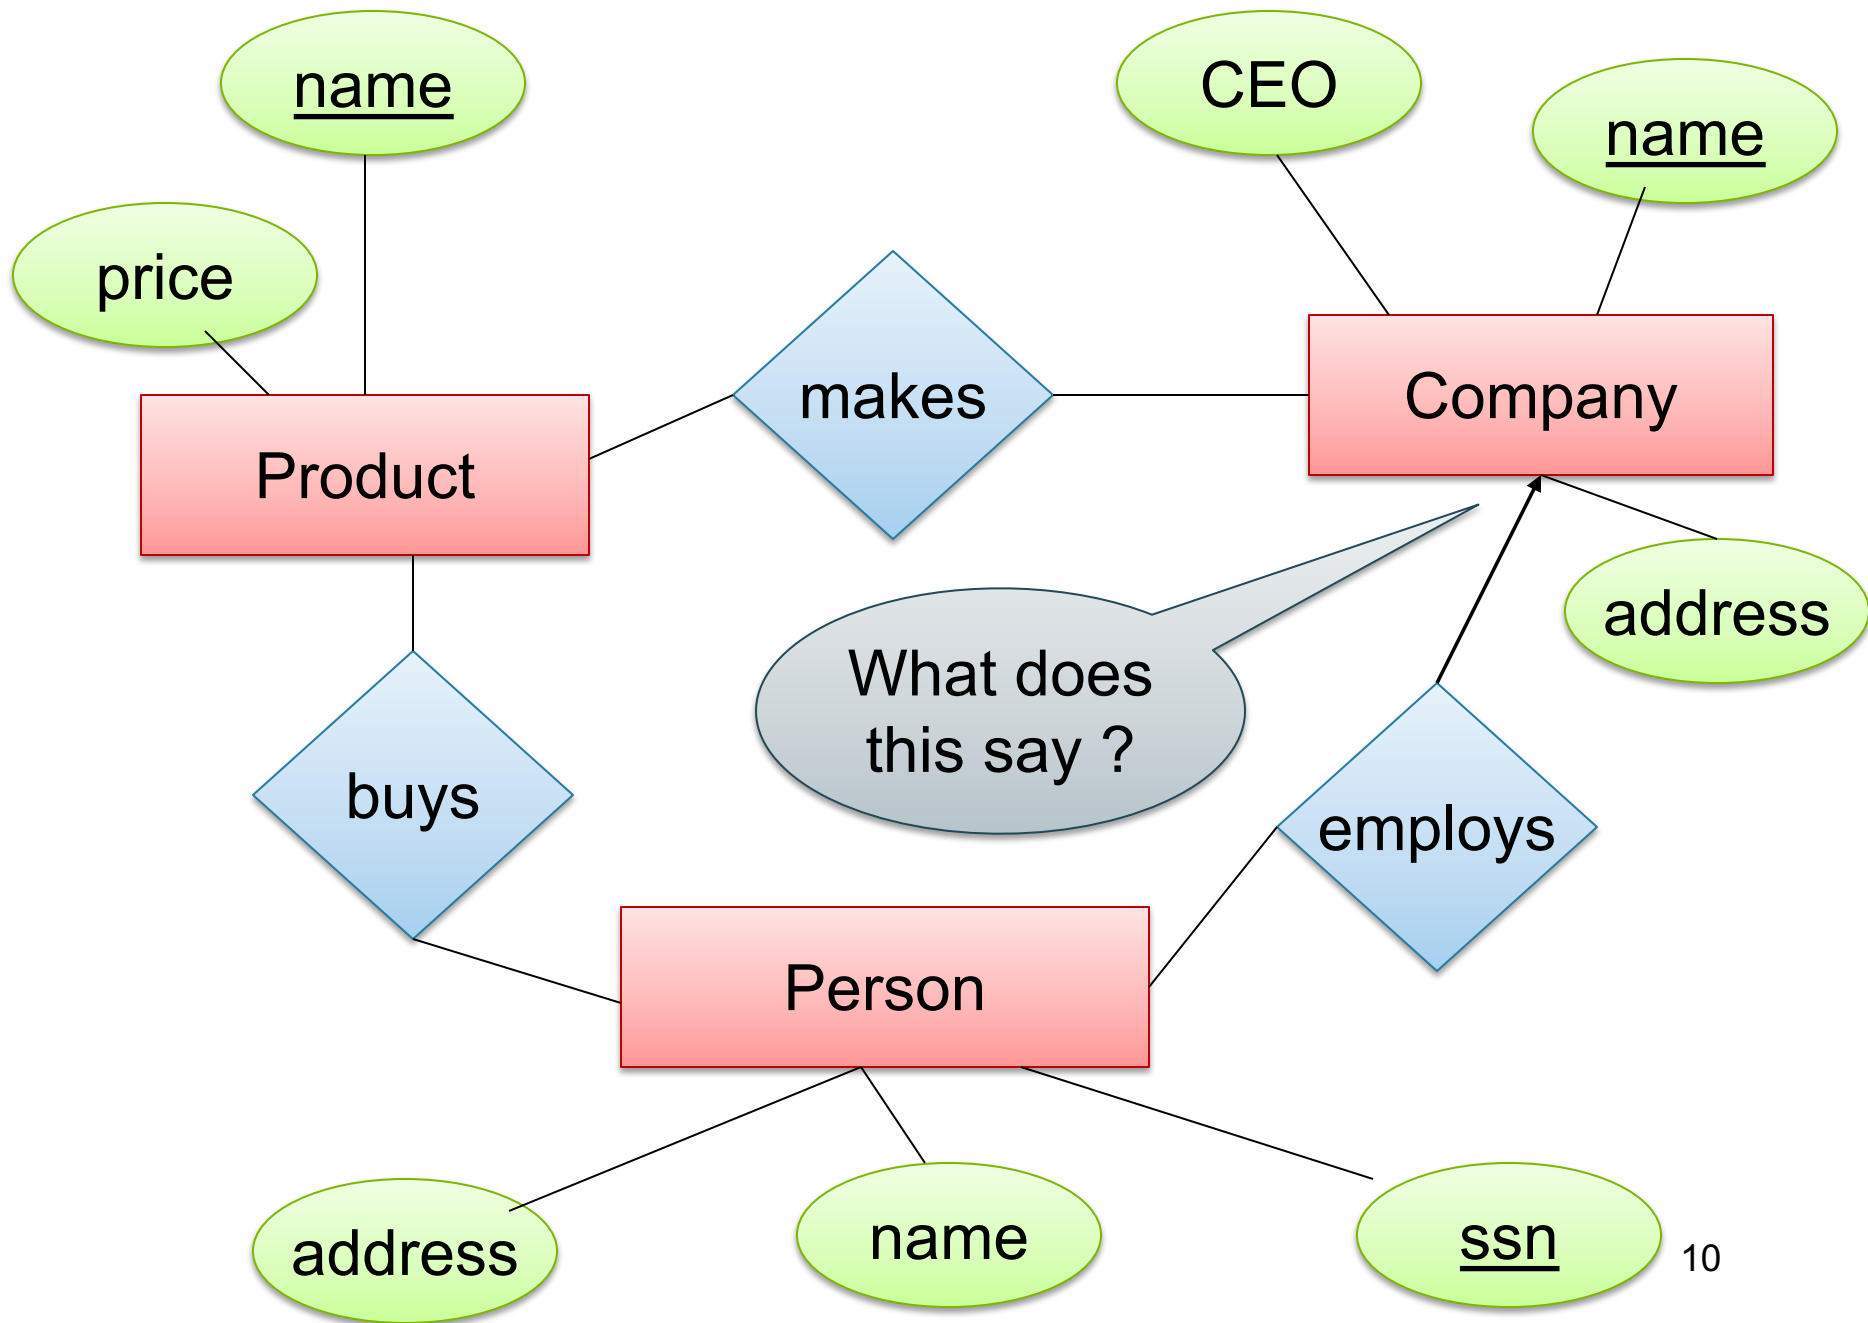 name
CEO
name
price
makes
Company
Product
address
What does
this say ?
buys
employs
Person
address
name
ssn
10